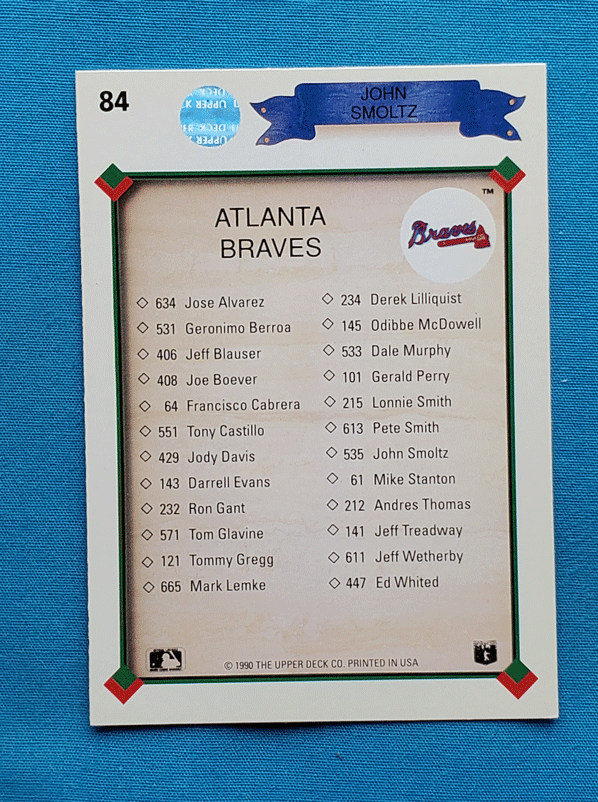 84
UPPER DECK
JOHN
SMOLTZ
ATLANTA
BRAVES
Braves
™
634 Jose Alvarez
531 Geronimo Berroa
406 Jeff Blauser
408 Joe Boever
64 Francisco Cabrera
551 Tony Castillo
429 Jody Davis
143 Darrell Evans
232 Ron Gant
571 Tom Glavine
121 Tommy Gregg
665 Mark Lemke
234 Derek Lilliquist
145 Odibbe McDowell
533 Dale Murphy
101 Gerald Perry
215 Lonnie Smith
613 Pete Smith
535 John Smoltz
61 Mike Stanton
212 Andres Thomas
141 Jeff Treadway
611 Jeff Wetherby
447 Ed Whited
© 1990 THE UPPER DECK CO. PRINTED IN USA